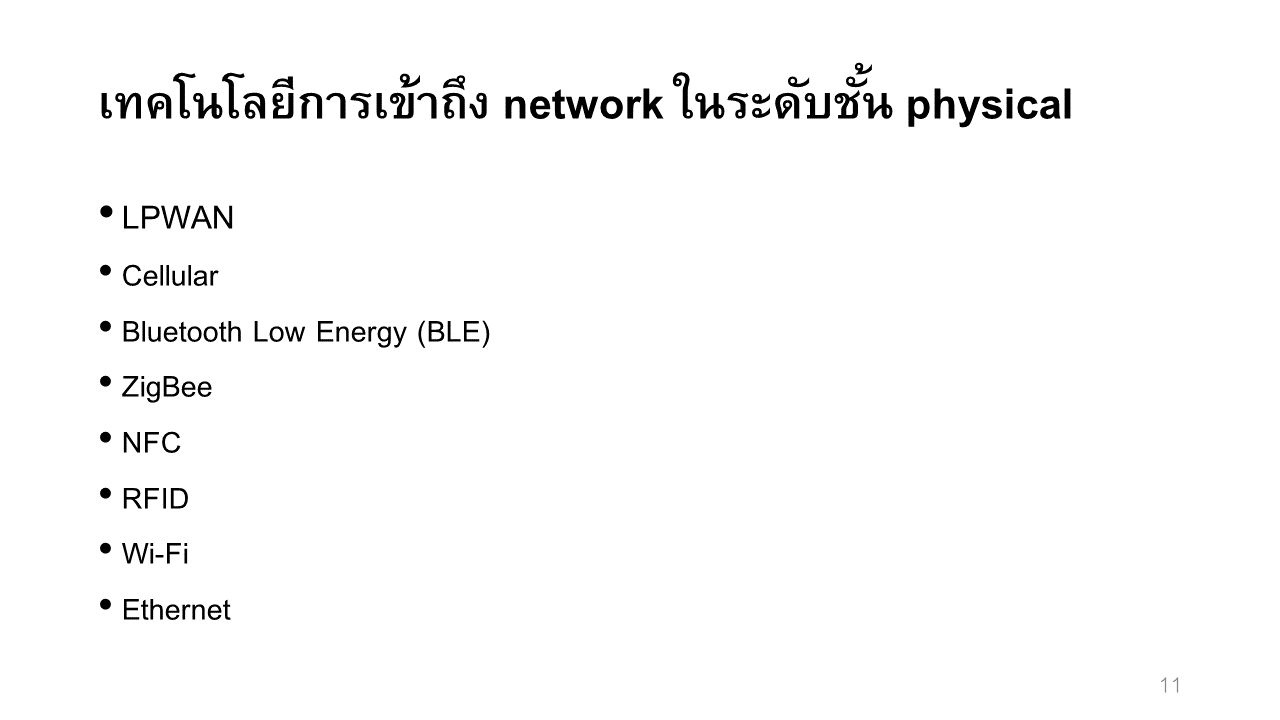 เทคโนโลยีการเข้าถึง network ในระดับชั้น physical
• LPWAN
• Cellular
• Bluetooth Low Energy (BLE)
• ZigBee
• NFC
• RFID
• Wi-Fi
• Ethernet
11